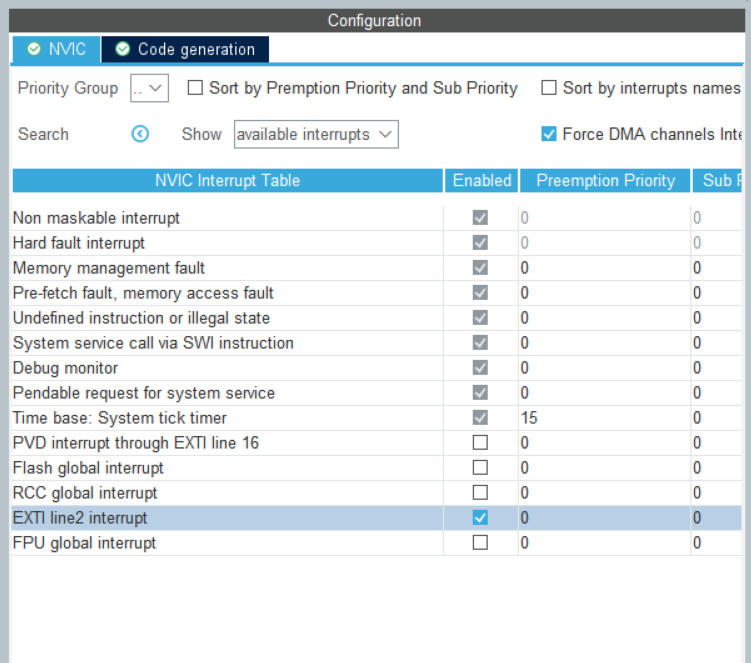 Configuration
NVIC Code generation
Priority Group .. Sort by Premption Priority and Sub Priority Sort by interrupts names
Search Show available interrupts Force DMA channels Inte
NVIC Interrupt Table Enabled Preemption Priority Sub P
Non maskable interrupt 0 0
Hard fault interrupt 0 0
Memory management fault 0 0
Pre-fetch fault, memory access fault 0 0
Undefined instruction or illegal state 0 0
System service call via SWI instruction 0 0
Debug monitor 0 0
Pendable request for system service 0 0
Time base: System tick timer 15 0
PVD interrupt through EXTI line 16 0 0
Flash global interrupt 0 0
RCC global interrupt 0 0
EXTI line2 interrupt 0 0
FPU global interrupt 0 0